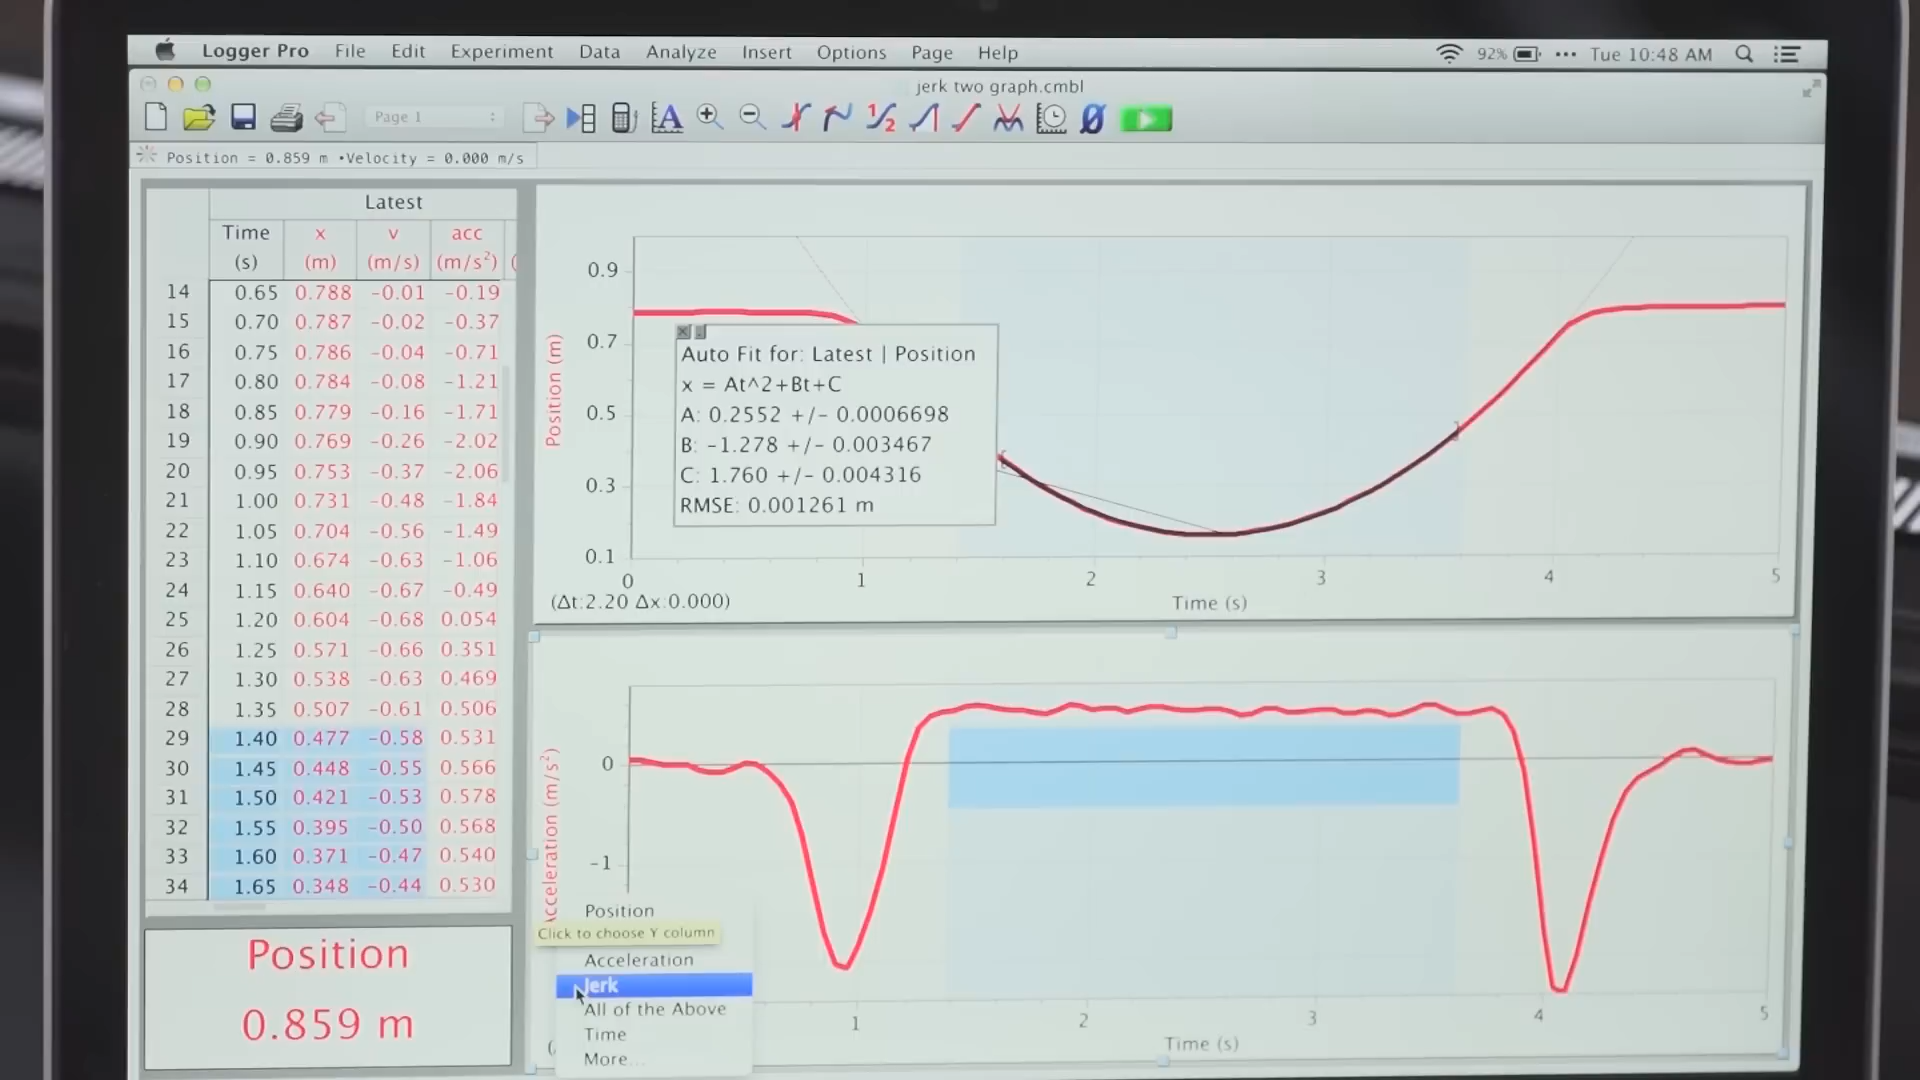 Logger Pro File Edit Experiment Data Analyze Insert Options Page Help 92% Tue 10:48 AM
jerk two graph.cmbl
Page 1
Position = 0.859 m •Velocity = 0.000 m/s
Latest
Time x v acc
(s) (m) (m/s) (m/s²) (
14 0.65 0.788 -0.01 -0.19
15 0.70 0.787 -0.02 -0.37
16 0.75 0.786 -0.04 -0.71
17 0.80 0.784 -0.08 -1.21
18 0.85 0.779 -0.16 -1.71
19 0.90 0.769 -0.26 -2.02
20 0.95 0.753 -0.37 -2.06
21 1.00 0.731 -0.48 -1.84
22 1.05 0.704 -0.56 -1.49
23 1.10 0.674 -0.63 -1.06
24 1.15 0.640 -0.67 -0.49
25 1.20 0.604 -0.68 0.054
26 1.25 0.571 -0.66 0.351
27 1.30 0.538 -0.63 0.469
28 1.35 0.507 -0.61 0.506
29 1.40 0.477 -0.58 0.531
30 1.45 0.448 -0.55 0.566
31 1.50 0.421 -0.53 0.578
32 1.55 0.395 -0.50 0.568
33 1.60 0.371 -0.47 0.540
34 1.65 0.348 -0.44 0.530
Position
0.859 m
Position (m)
0.9
0.7
0.5
0.3
0.1
Auto Fit for: Latest | Position
x = At^2+Bt+C
A: 0.2552 +/- 0.0006698
B: -1.278 +/- 0.003467
C: 1.760 +/- 0.004316
RMSE: 0.001261 m
0 1 2 3 4 5
(Δt:2.20 Δx:0.000)
Time (s)
Acceleration (m/s²)
0
-1
Position
Click to choose Y column
Acceleration
Jerk
All of the Above
Time
More...
1 2 3 4 5
Time (s)